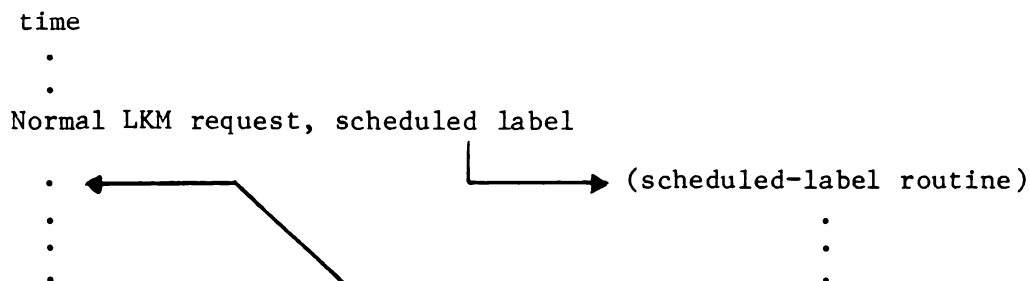 time
Normal LKM request, scheduled label
(scheduled-label routine)